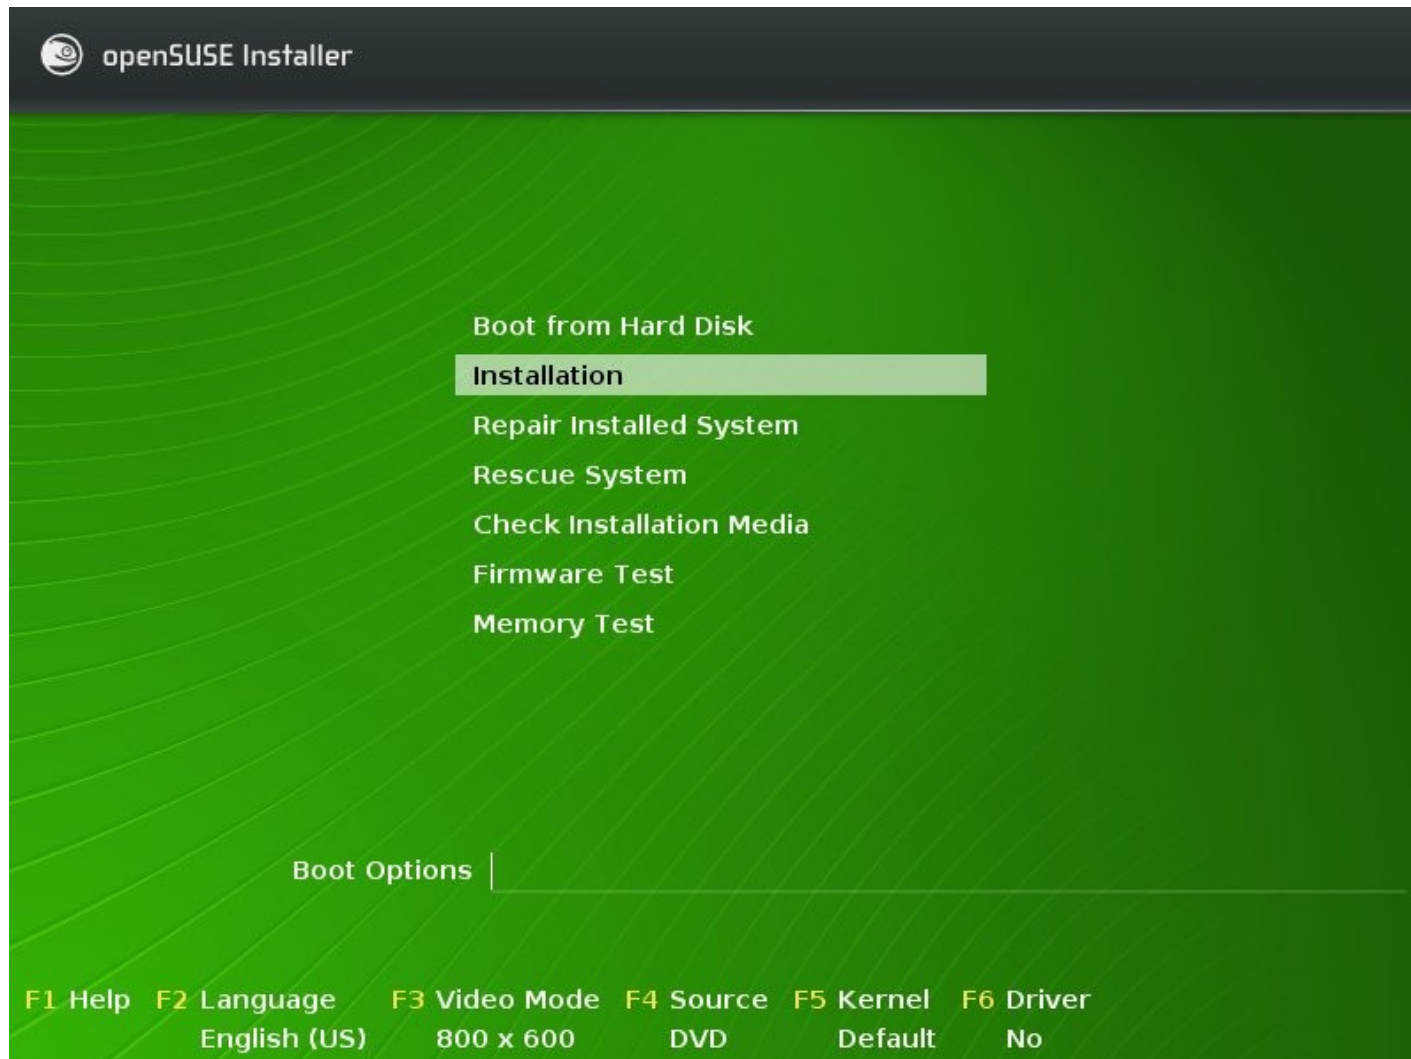 openSUSE Installer
Boot from Hard Disk
Installation
Repair Installed System
Rescue System
Check Installation Media
Firmware Test
Memory Test
Boot Options
F1 Help F2 Language F3 Video Mode F4 Source F5 Kernel F6 Driver
English (US) 800 x 600 DVD Default No